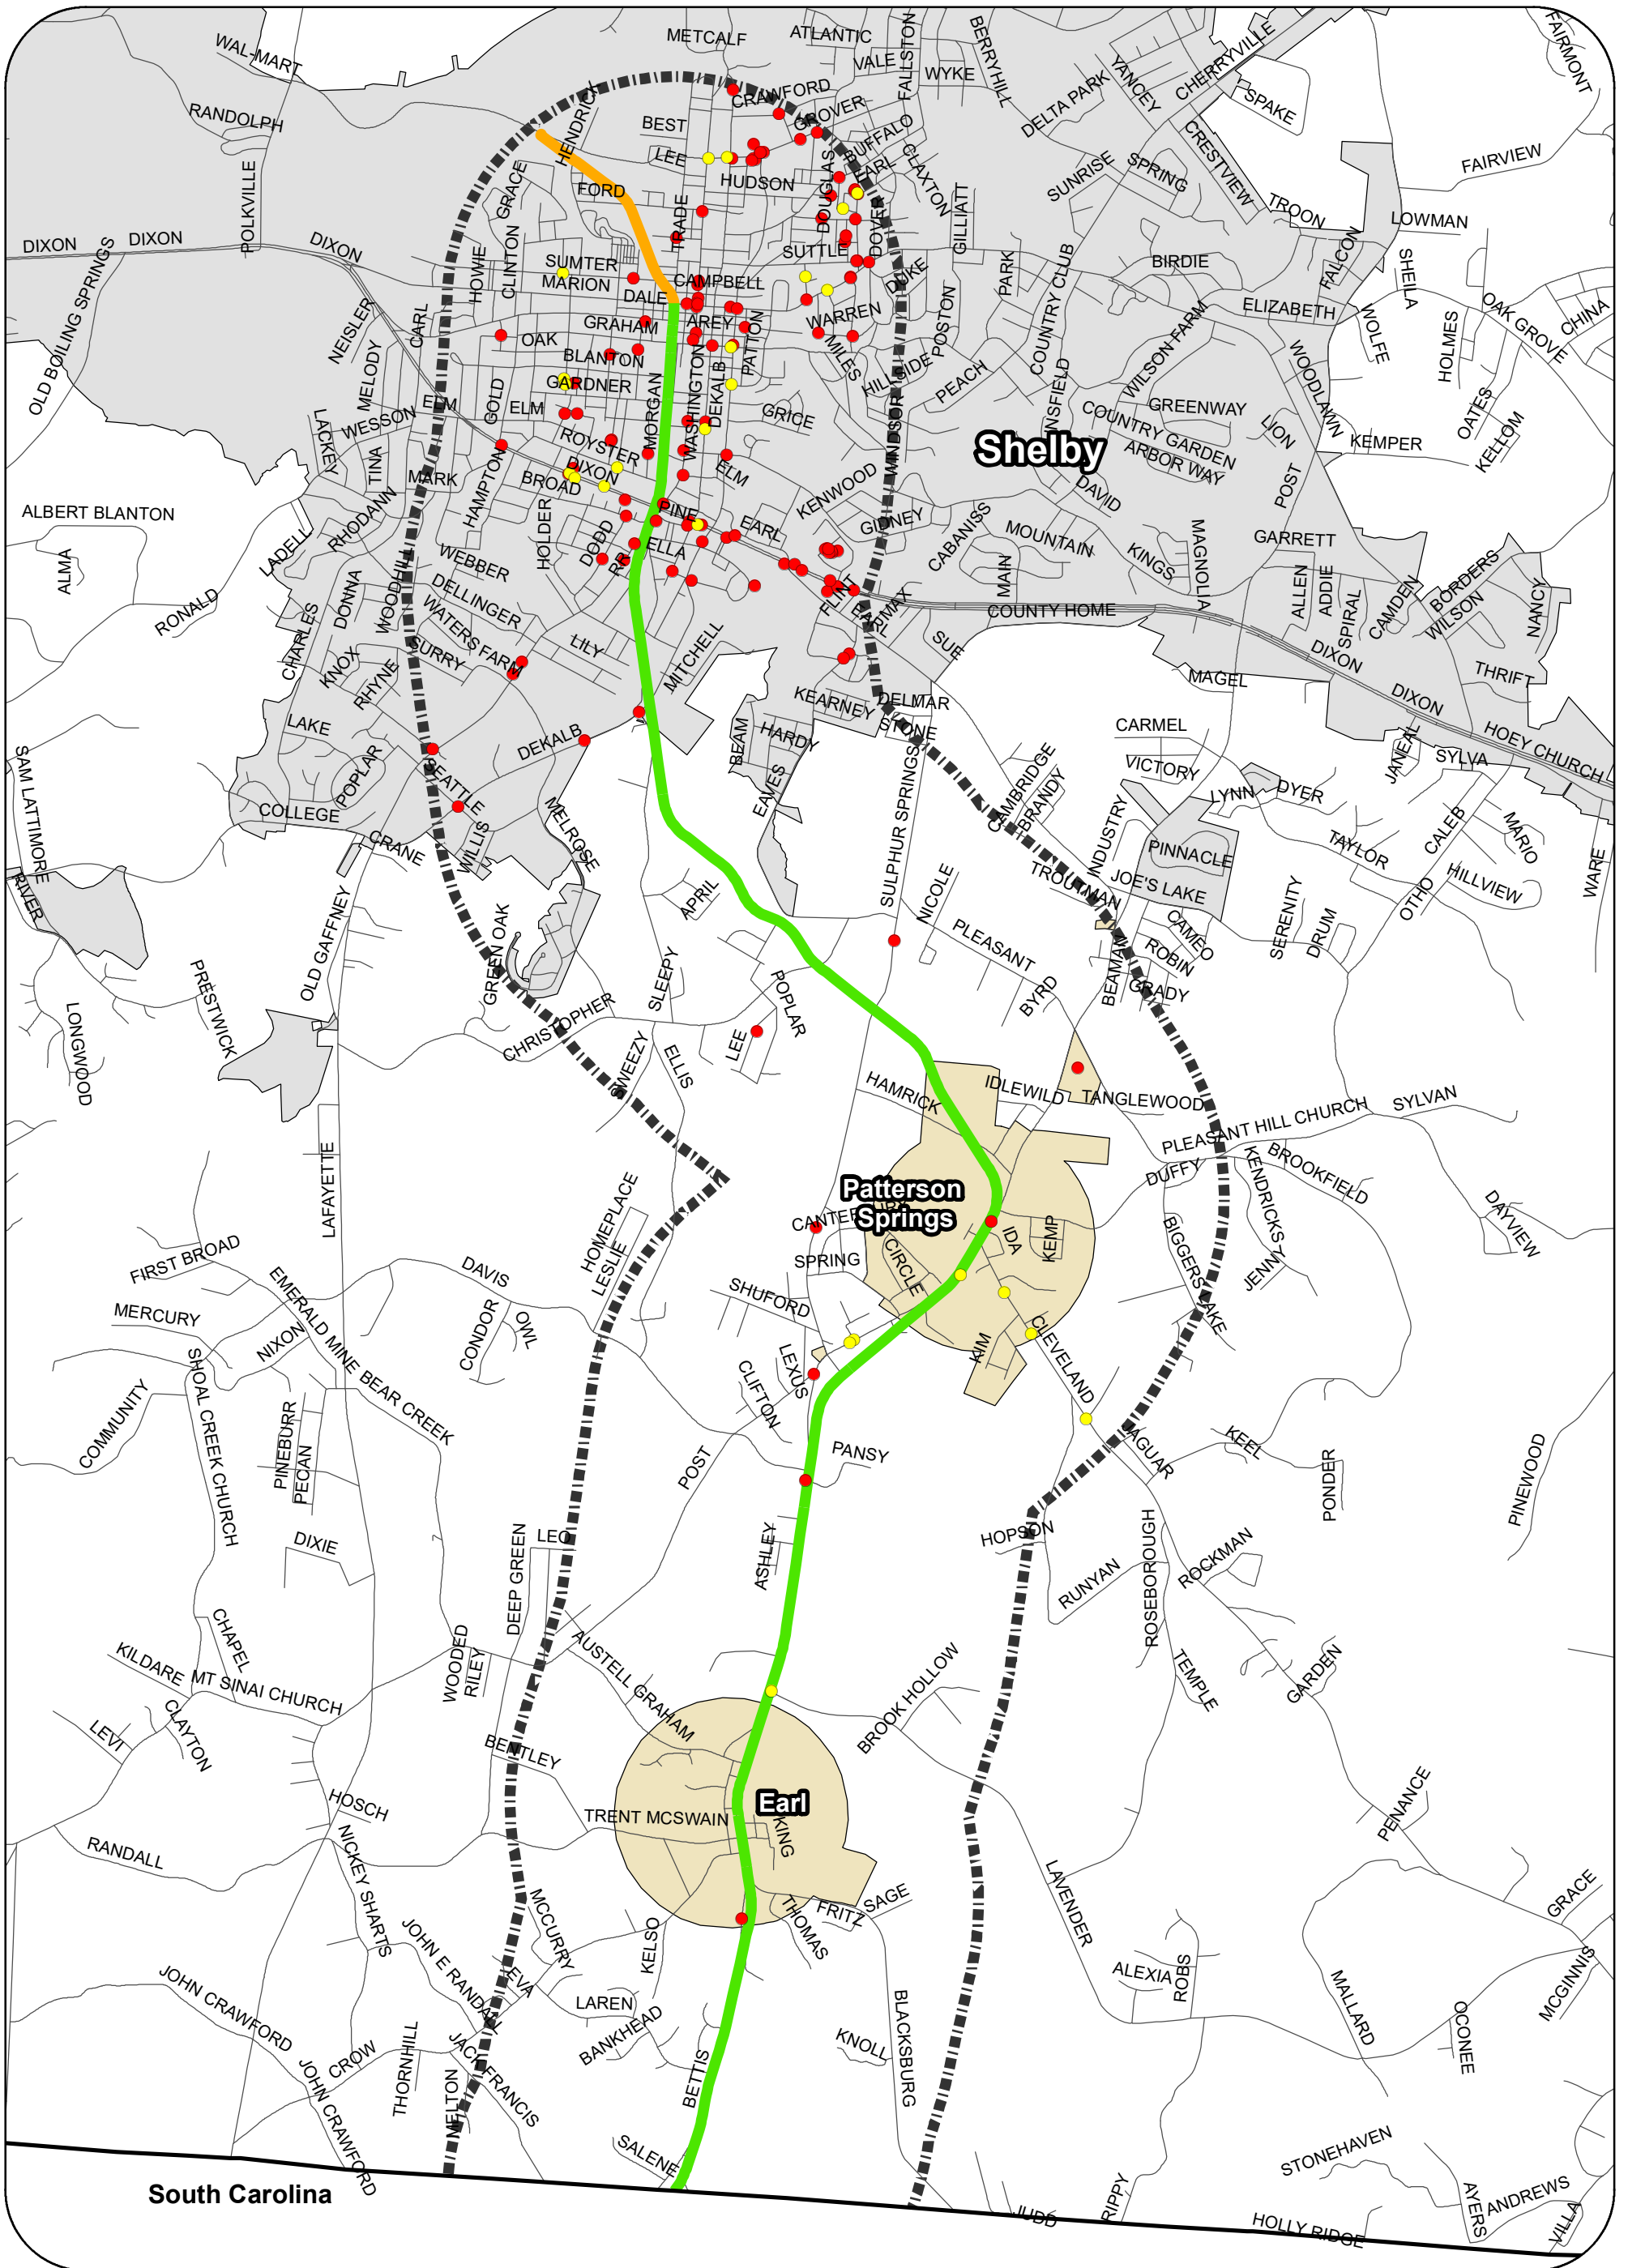 METCALF
ATLANTIC
VALE
FALLSTON
WYKE
BERRYHILL
YANCEY
CHERRYVILLE
FAIRMONT
WAL-MART
HENDRICK
CRAWFORD
DELTA PARK
SPAKE
RANDOLPH
BEST
GROVER
BUFFALO
CRESTVIEW
LEE
EARL
CLAXTON
SUNRISE
SPRING
FAIRVIEW
POLKVILLE
GRACE
FORD
HUDSON
DOUGLAS
GILLIATT
TROON
LOWMAN
TRADE
DOVER
DIXON
DIXON
DIXON
CLINTON
SUTTLE
PARK
COUNTRY CLUB
FALCON
SHEILA
OLD BOILING SPRINGS
HOWIE
SUMTER
MARION
CAMPBELL
DUKE
BIRDIE
DALE
ELIZABETH
OAK GROVE
CHINA
NEISLER
CARL
GRAHAM
AREY
PATTON
WARREN
POSTON
WOLFE
HOLMES
OAK
BLANTON
MILES
WILSON FARM
WOODLAWN
MELODY
GARDNER
MORGAN
WASHINGTON
DEKALB
HILLSIDE
PEACH
GOLD
ELM
ELM
GRICE
WINDSOR
GREENWAY
COUNTRY GARDEN
LION
OATES
KELLOM
LACKEY
WESSON
ROYSTER
Shelby
ARBOR WAY
KEMPER
TINA
MARK
HAMPTON
DIXON
BROAD
ELM
KENWOOD
DAVID
POST
ALBERT BLANTON
RHODANN
HOLDER
PINE
EARL
GIDNEY
CABANISS
MOUNTAIN
MAGNOLIA
GARRETT
ALMA
LADELL
WEBBER
DODD
RR
ELLA
KINGS
RONALD
DONNA
WOODHILL
DELLINGER
FLINT
MAIN
ALLEN
ADDIE
SPIRAL
CAMDEN
BORDERS
WILSON
NANCY
CHARLES
WATERS FARM
EARL
COUNTY HOME
KNOX
RHYNE
SURRY
LILY
MITCHELL
SUE
DIXON
THRIFT
MAGEL
DIXON
LAKE
KEARNEY
DELMAR
STONE
CARMEL
HOEY CHURCH
SAM LATTIMORE
POPLAR
SEATTLE
DEKALB
BEAM
HARDY
SULPHUR SPRINGS
CAMBRIDGE
BRANDY
VICTORY
JANEAL
SYLVA
COLLEGE
CRANE
WILLIS
MELROSE
EAVES
INDUSTRY
LYNN
DYER
CALEB
MARIO
PINNACLE
TAYLOR
WARE
RIVER
APRIL
NICOLE
TROUTMAN
JOE'S LAKE
HILLVIEW
OTHO
OLD GAFFNEY
GREEN OAK
PLEASANT
CAMEO
SERENITY
DRUM
PRESTWICK
SLEEPY
POPLAR
BYRD
BEAMAN
ROBIN
GRADY
LONGWOOD
CHRISTOPHER
LEE
SWEEZY
ELLIS
HAMRICK
IDLEWILD
TANGLEWOOD
SYLVAN
PLEASANT HILL CHURCH
LAFAYETTE
DUFFY
KENDRICKS
BROOKFIELD
Patterson
Springs
HOMEPLACE
LESLIE
IDA
KEMP
BIGGERS LAKE
JENNY
DAYVIEW
FIRST BROAD
SPRING
CIRCLE
DAVIS
SHUFORD
MERCURY
EMERALD MINE
CONDOR
OWL
NIXON
KIM
CLEVELAND
BEAR CREEK
LEXUS
CLIFTON
COMMUNITY
SHOAL CREEK CHURCH
PINEBURR
PECAN
POST
PANSY
JAGUAR
KEEL
PONDER
PINEWOOD
DIXIE
DEEP GREEN
LEO
ASHLEY
HOPSON
RUNYAN
ROSEBOROUGH
ROCKMAN
CHAPEL
KILDARE
MT SINAI CHURCH
WOODED
RILEY
AUSTELL GRAHAM
BROOK HOLLOW
TEMPLE
GARDEN
LEVI
CLAYTON
BENTLEY
HOSCH
Earl
TRENT MCSWAIN
KING
PENANCE
RANDALL
NICKEY SHARTS
MCCURRY
KELSO
THOMAS
FRITZ
SAGE
LAVENDER
GRACE
JOHN E RANDALL
EVA
ALEXIA
ROBS
MALLARD
MCGINNIS
JOHN CRAWFORD
LAREN
BANKHEAD
KNOLL
BLACKSBURG
OCONEE
CROW
THORNHILL
JACK FRANCIS
BETTIS
JOHN CRAWFORD
MELTON
SALENE
STONEHAVEN
South Carolina
JUDD
RIPPY
HOLLY RIDGE
AYERS
ANDREWS
VILLA